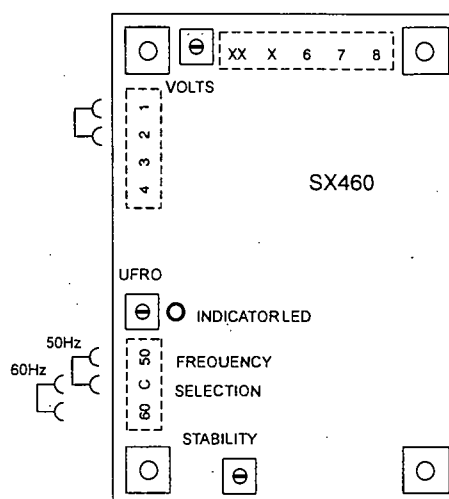 XX X 6 7 8
VOLTS
1
2
3
4
SX460
UFRO
INDICATOR LED
50Hz
60Hz
50 FREQUENCY
C SELECTION
60
STABILITY